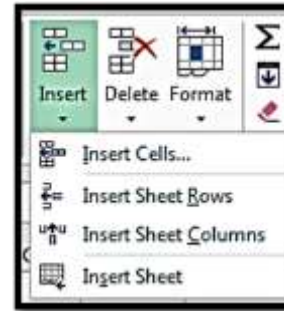 Insert Delete Format
Insert Cells...
Insert Sheet Rows
Insert Sheet Columns
Insert Sheet